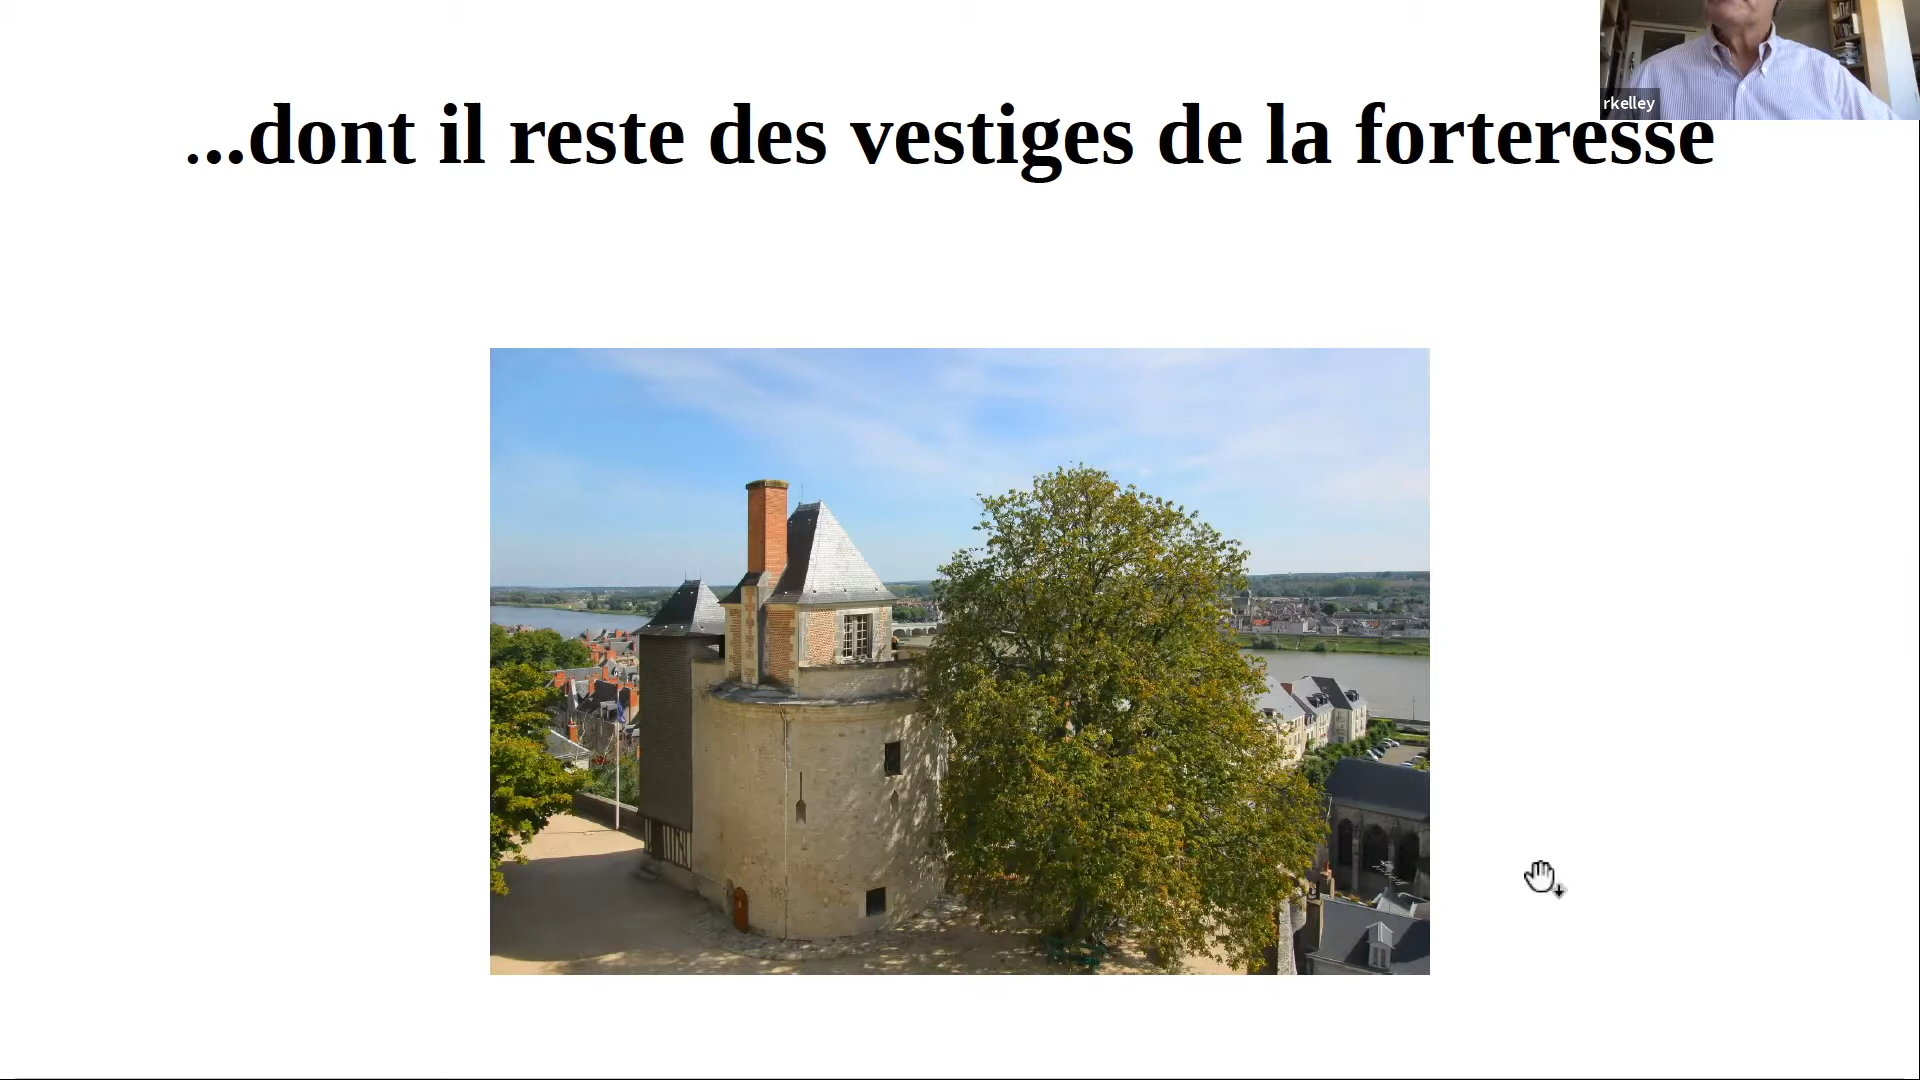 rkelley
...dont il reste des vestiges de la forteresse